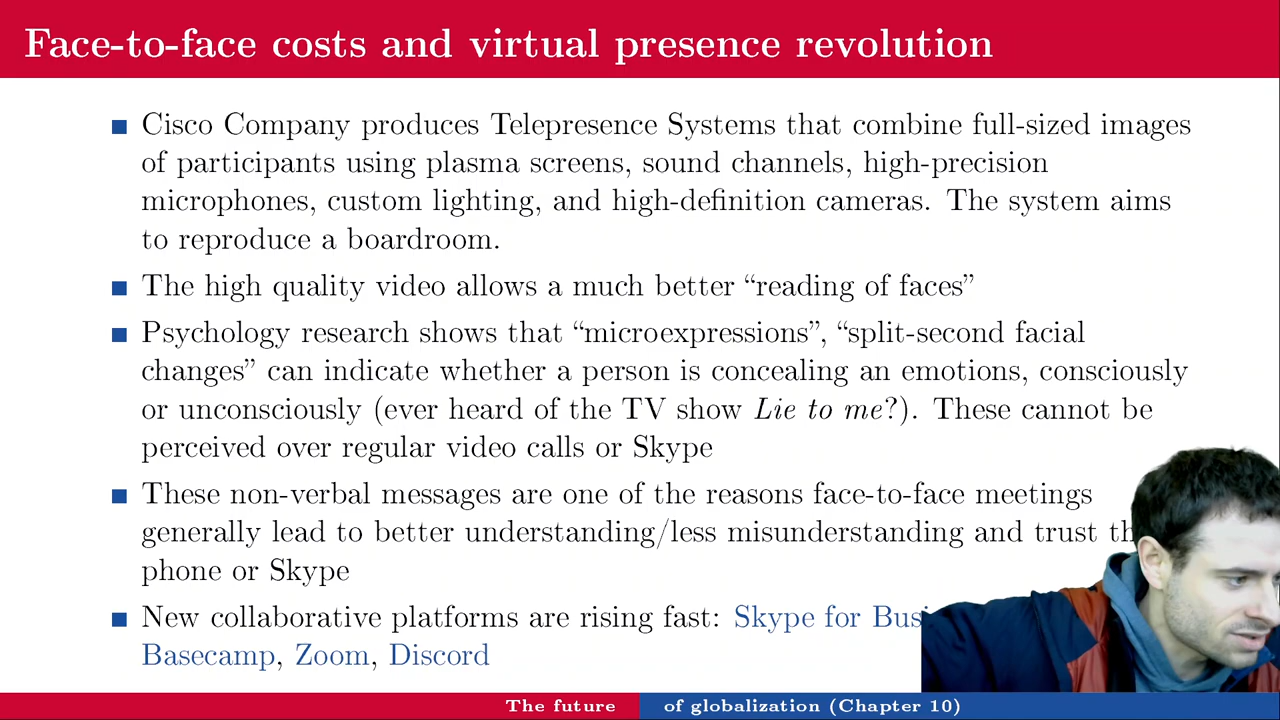 Face-to-face costs and virtual presence revolution
Cisco Company produces Telepresence Systems that combine full-sized images
of participants using plasma screens, sound channels, high-precision
microphones, custom lighting, and high-definition cameras. The system aims
to reproduce a boardroom.
The high quality video allows a much better “reading of faces”
Psychology research shows that “microexpressions”, “split-second facial
changes” can indicate whether a person is concealing an emotions, consciously
or unconsciously (ever heard of the TV show Lie to me?). These cannot be
perceived over regular video calls or Skype
These non-verbal messages are one of the reasons face-to-face meetings
generally lead to better understanding/less misunderstanding and trust
phone or Skype
New collaborative platforms are rising fast: Skype for
Basecamp, Zoom, Discord
The future of globalization (Chapter 10)